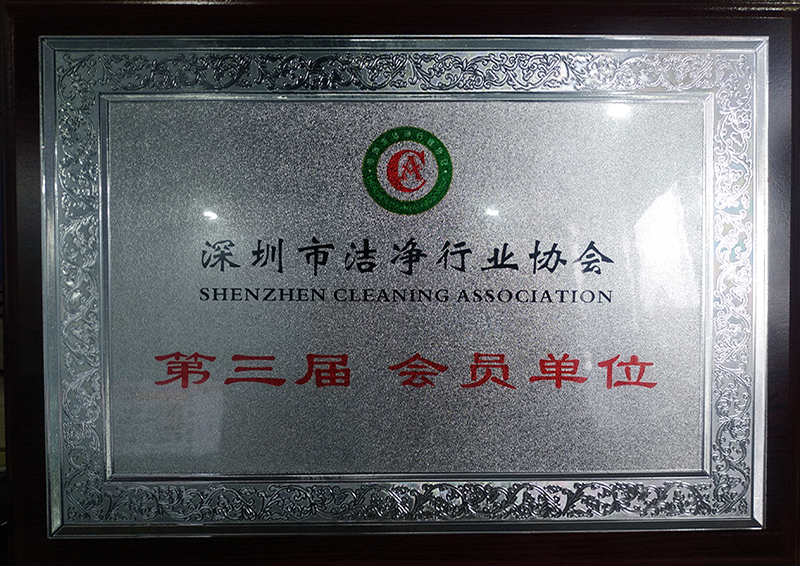 CA
深圳市洁净行业协会
SHENZHEN CLEANING ASSOCIATION
第三届 会员单位